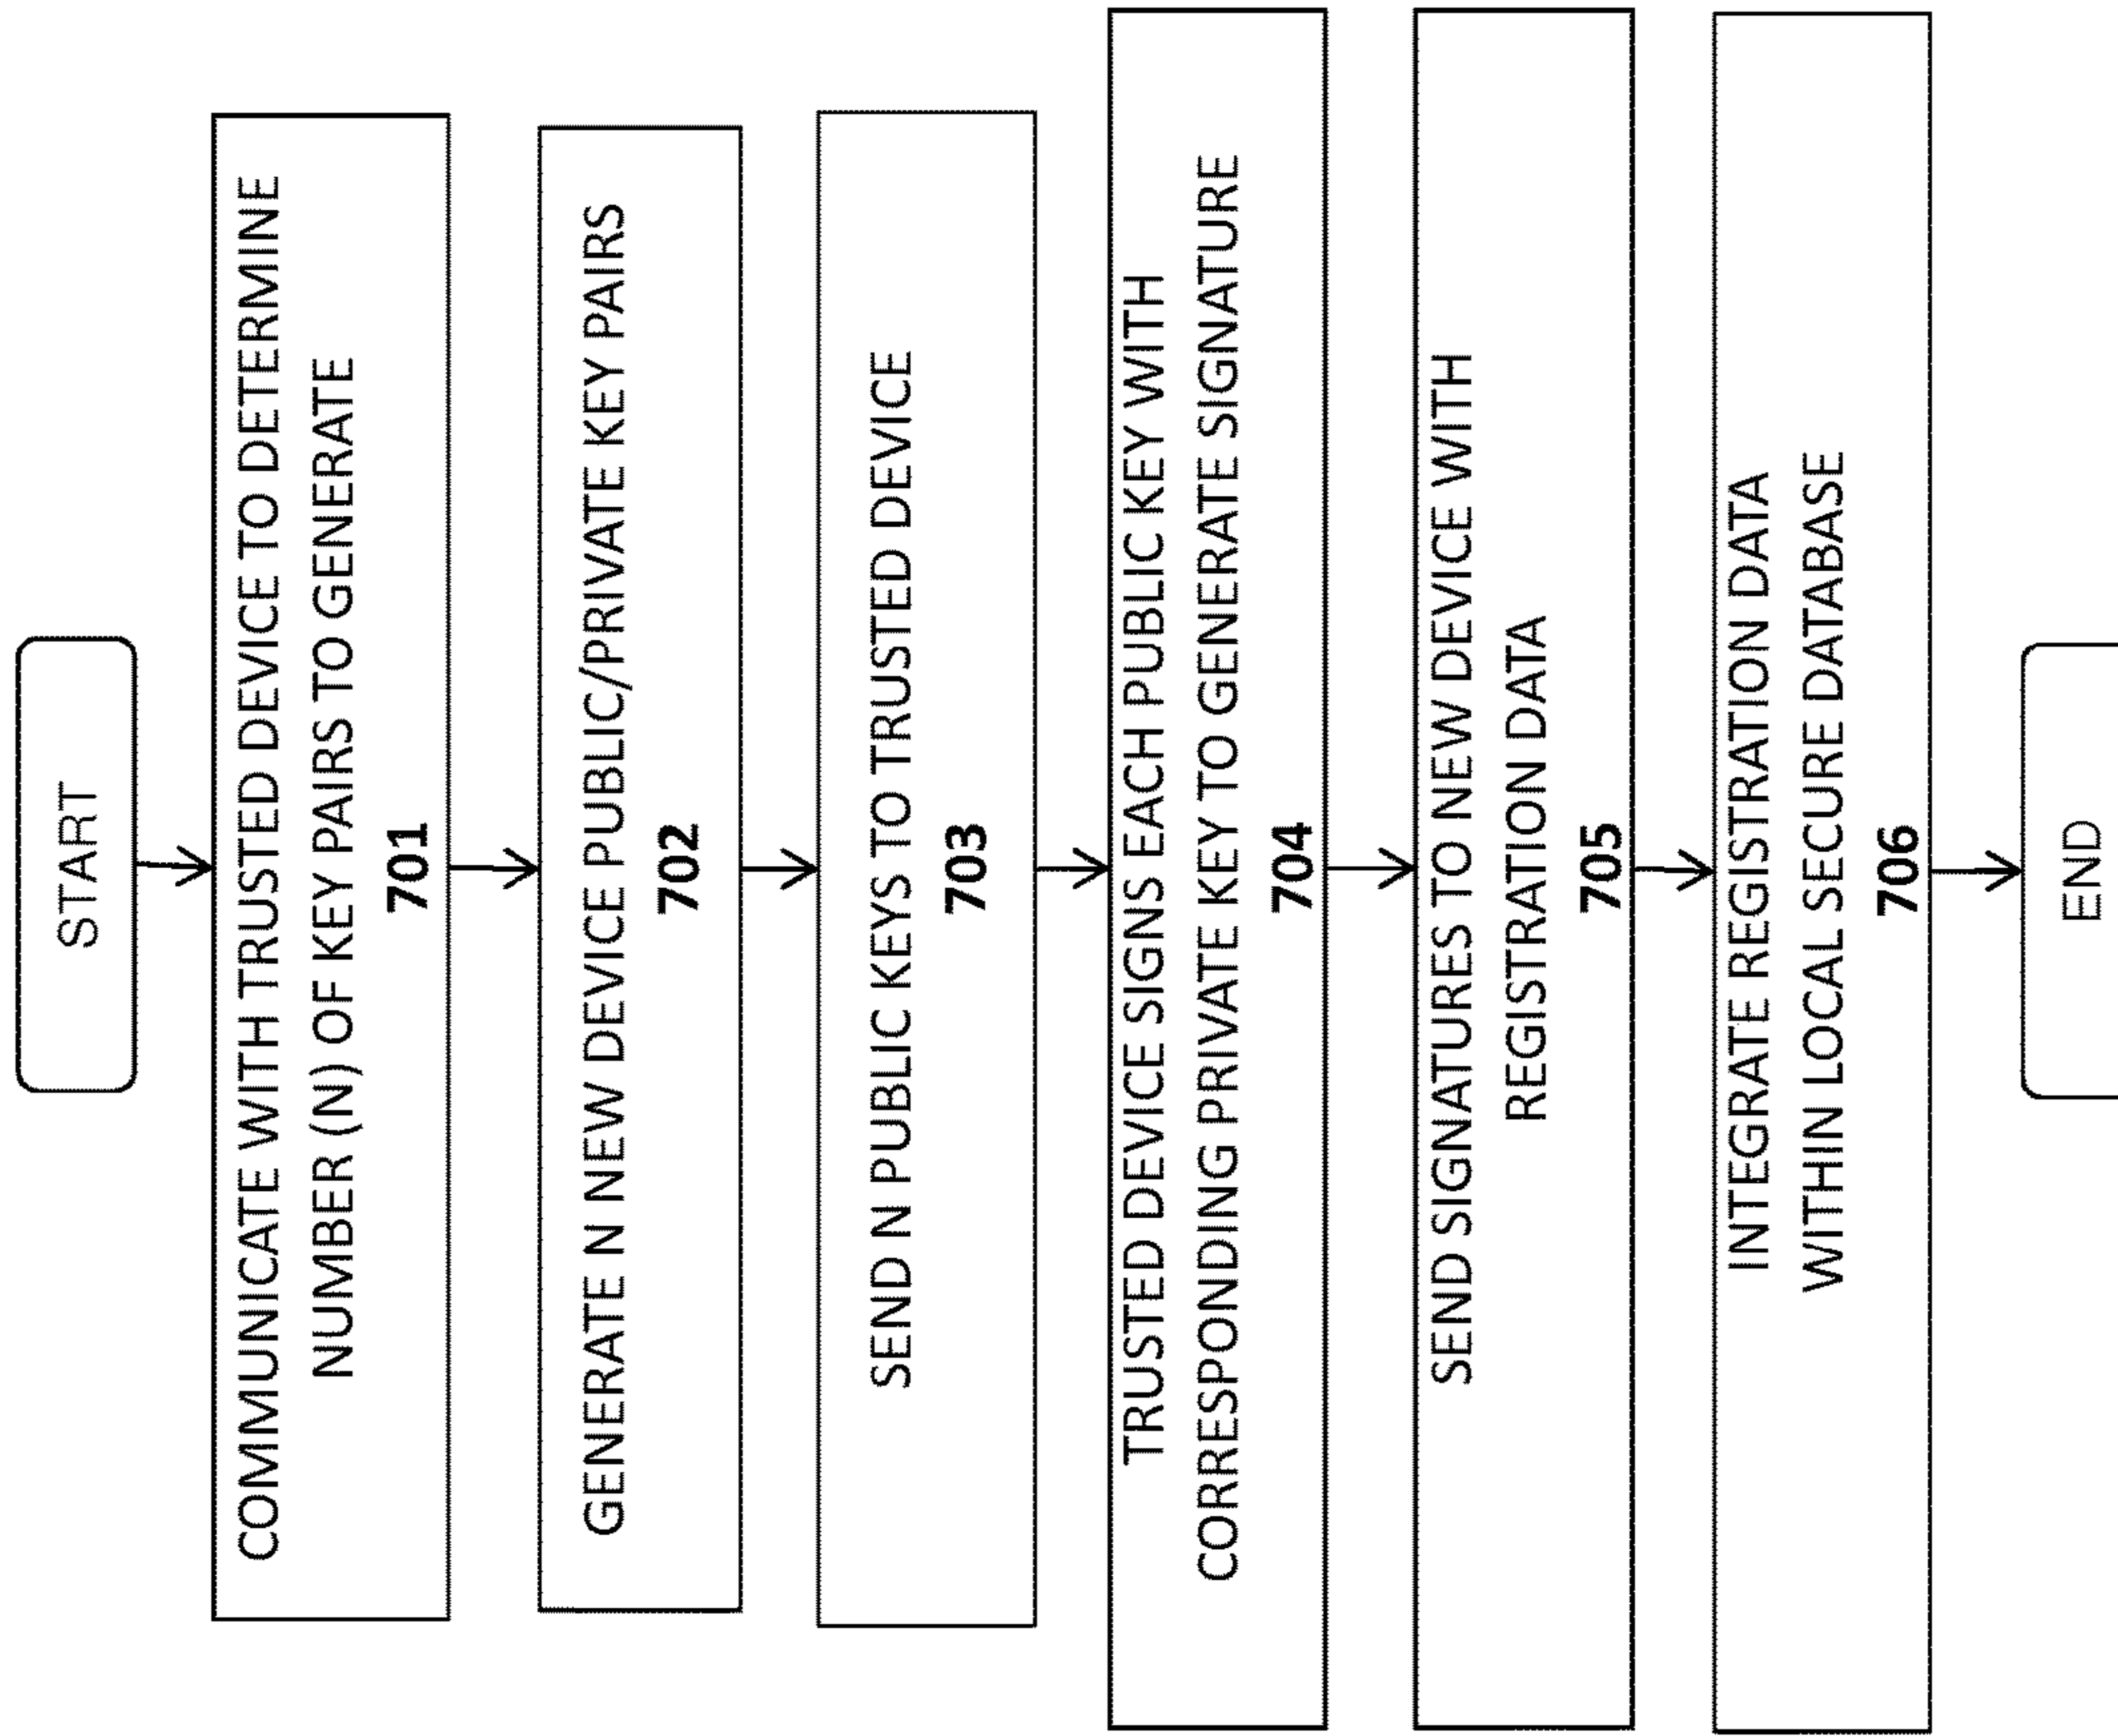 START
COMMUNICATE WITH TRUSTED DEVICE TO DETERMINE
NUMBER (N) OF KEY PAIRS TO GENERATE
701
GENERATE N NEW DEVICE PUBLIC/PRIVATE KEY PAIRS
702
SEND N PUBLIC KEYS TO TRUSTED DEVICE
703
TRUSTED DEVICE SIGNS EACH PUBLIC KEY WITH
CORRESPONDING PRIVATE KEY TO GENERATE SIGNATURE
704
SEND SIGNATURES TO NEW DEVICE WITH
REGISTRATION DATA
705
INTEGRATE REGISTRATION DATA
WITHIN LOCAL SECURE DATABASE
706
END